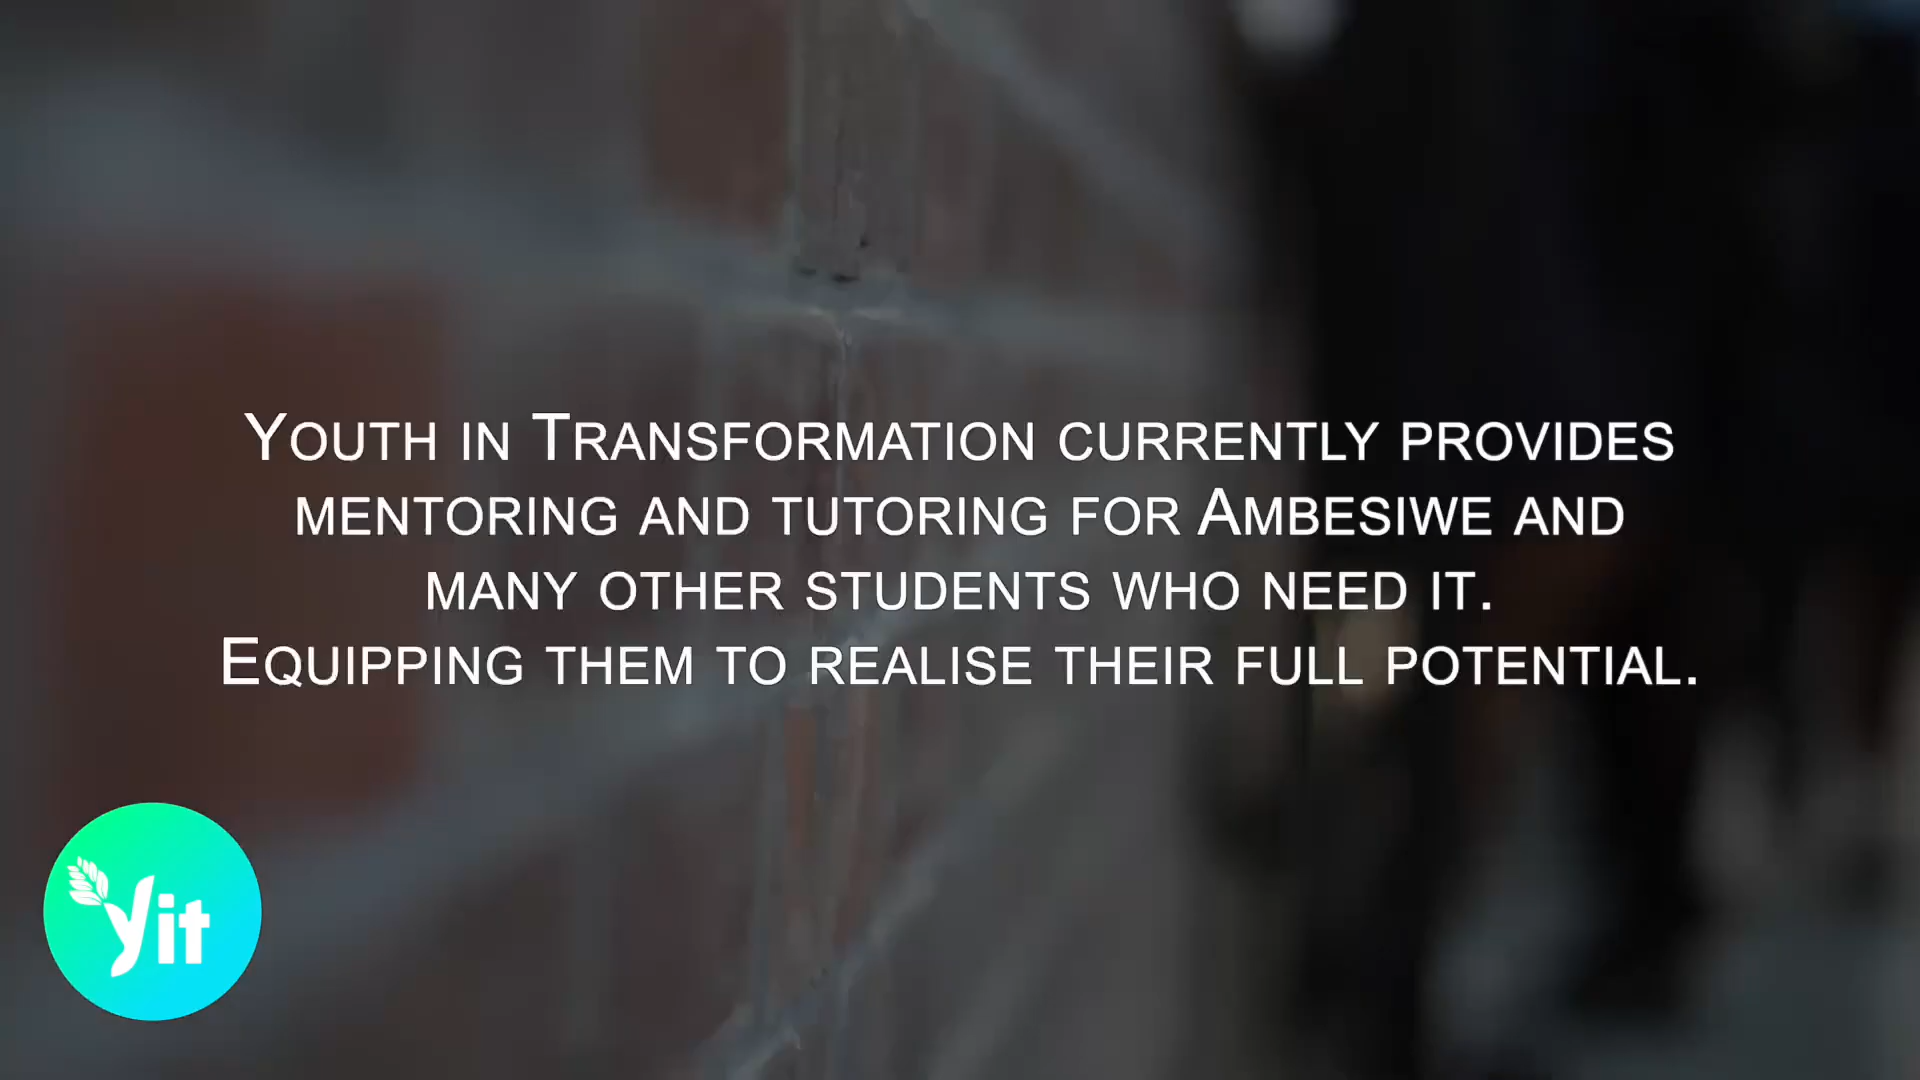 Youth in Transformation currently provides
mentoring and tutoring for Ambesiwe and
many other students who need it.
Equipping them to realise their full potential.
yit